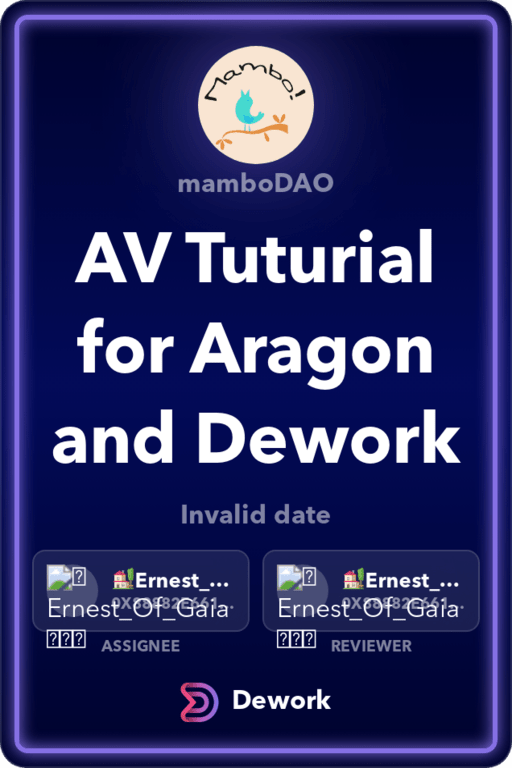 Mambo!
mamboDAO
AV Tuturial
for Aragon
and Dework
Invalid date
Ernest_...
Ernest_Of_Gaia
ASSIGNEE
Ernest_...
Ernest_Of_Gaia
REVIEWER
Dework